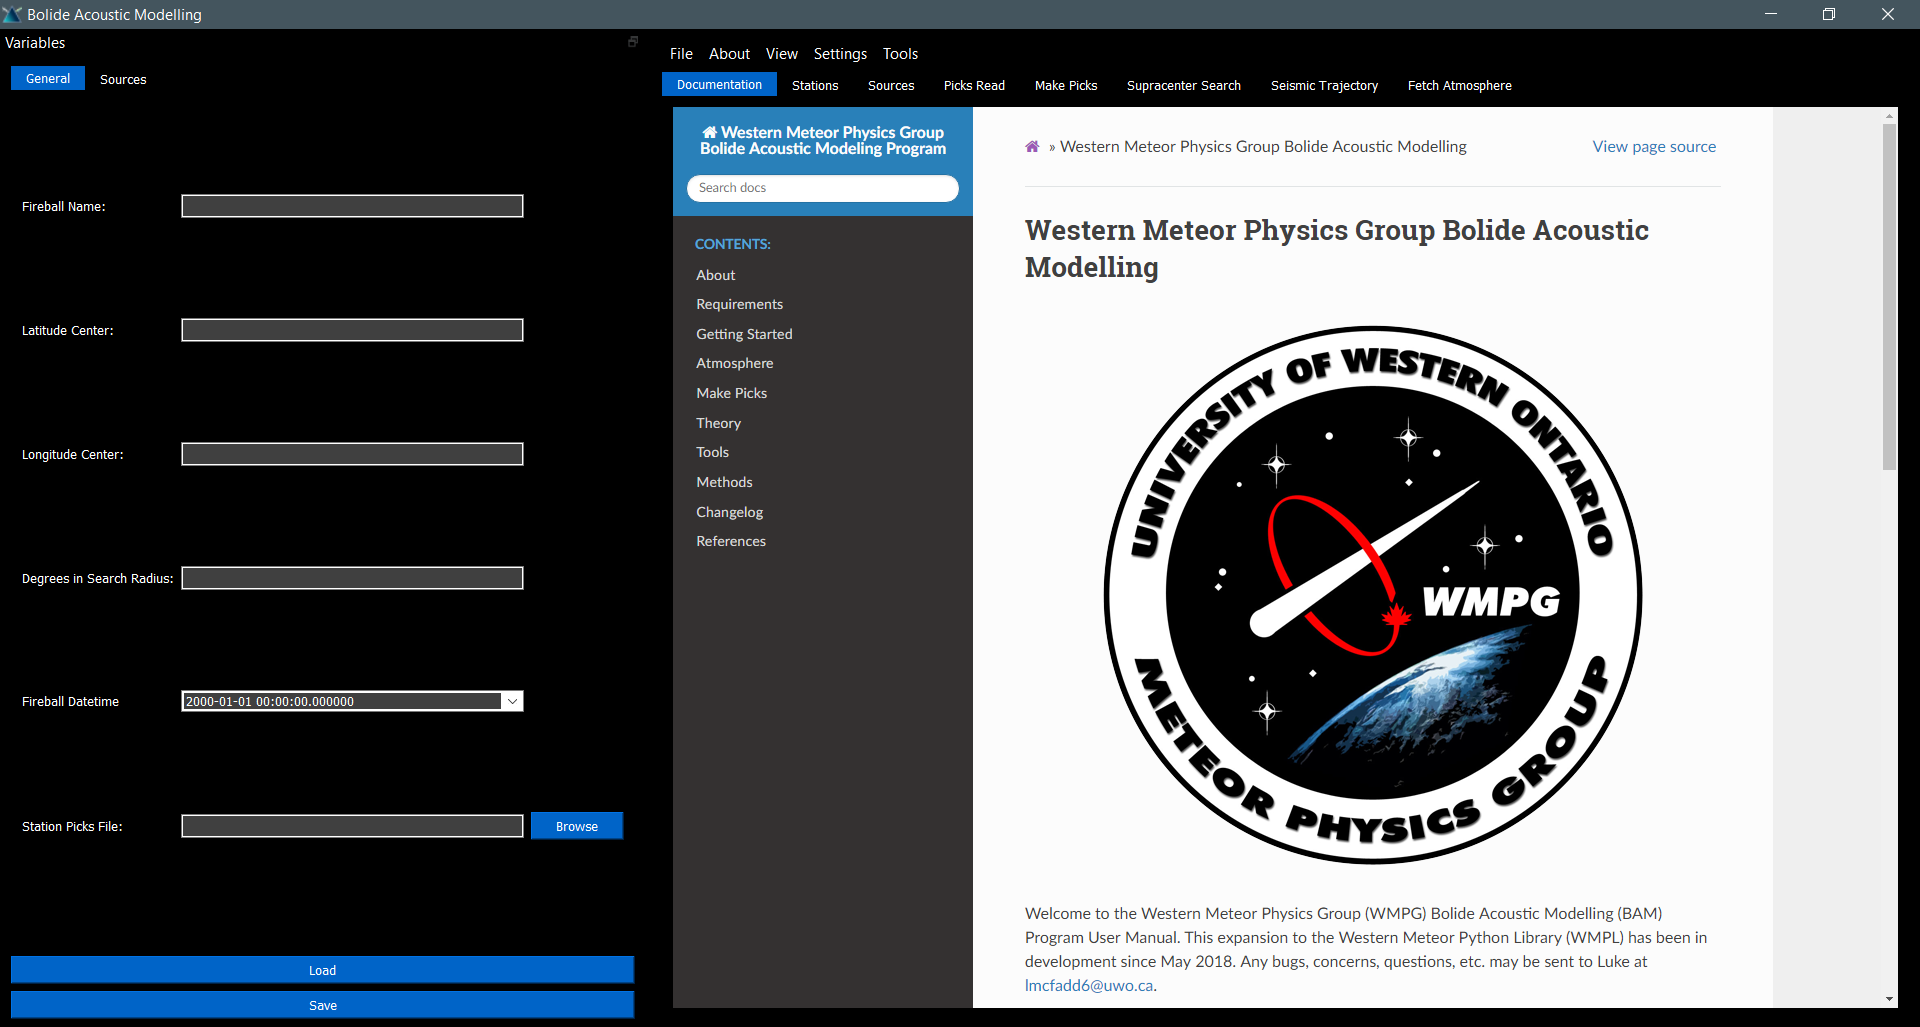 Bolide Acoustic Modelling
Variables
General Sources
Fireball Name:
Latitude Center:
Longitude Center:
Degrees in Search Radius:
Fireball Datetime 2000-01-01 00:00:00.000000
Station Picks File: Browse
Load
Save
File About View Settings Tools
Documentation Stations Sources Picks Read Make Picks Supracenter Search Seismic Trajectory Fetch Atmosphere
Western Meteor Physics Group
Bolide Acoustic Modeling Program
Search docs
CONTENTS:
About
Requirements
Getting Started
Atmosphere
Make Picks
Theory
Tools
Methods
Changelog
References
» Western Meteor Physics Group Bolide Acoustic Modelling View page source
Western Meteor Physics Group Bolide Acoustic
Modelling
UNIVERSITY OF WESTERN ONTARIO
WMPG
METEOR PHYSICS GROUP
Welcome to the Western Meteor Physics Group (WMPG) Bolide Acoustic Modelling (BAM)
Program User Manual. This expansion to the Western Meteor Python Library (WMPL) has been in
development since May 2018. Any bugs, concerns, questions, etc. may be sent to Luke at
lmcfadd6@uwo.ca.